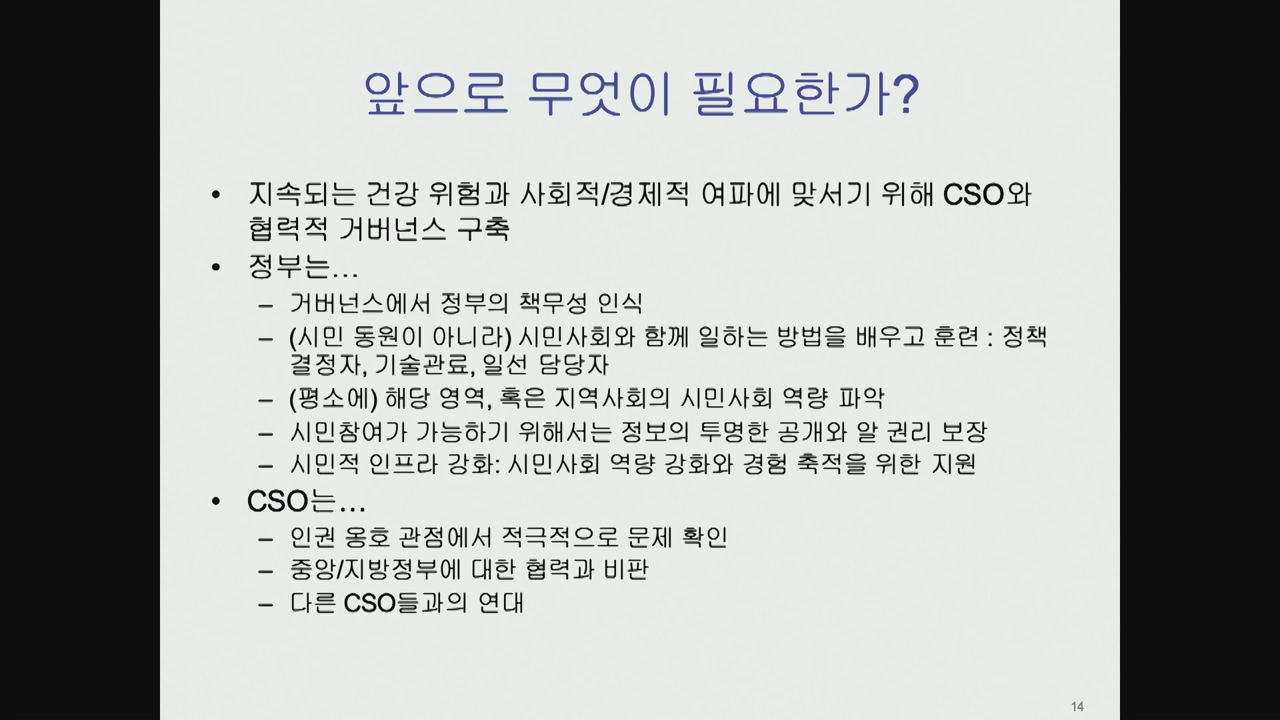 앞으로 무엇이 필요한가?
• 지속되는 건강 위험과 사회적/경제적 여파에 맞서기 위해 CSO와
협력적 거버넌스 구축
• 정부는…
– 거버넌스에서 정부의 책무성 인식
– (시민 동원이 아니라) 시민사회와 함께 일하는 방법을 배우고 훈련 : 정책
결정자, 기술관료, 일선 담당자
– (평소에) 해당 영역, 혹은 지역사회의 시민사회 역량 파악
– 시민참여가 가능하기 위해서는 정보의 투명한 공개와 알 권리 보장
– 시민적 인프라 강화: 시민사회 역량 강화와 경험 축적을 위한 지원
• CSO는…
– 인권 옹호 관점에서 적극적으로 문제 확인
– 중앙/지방정부에 대한 협력과 비판
– 다른 CSO들과의 연대
14